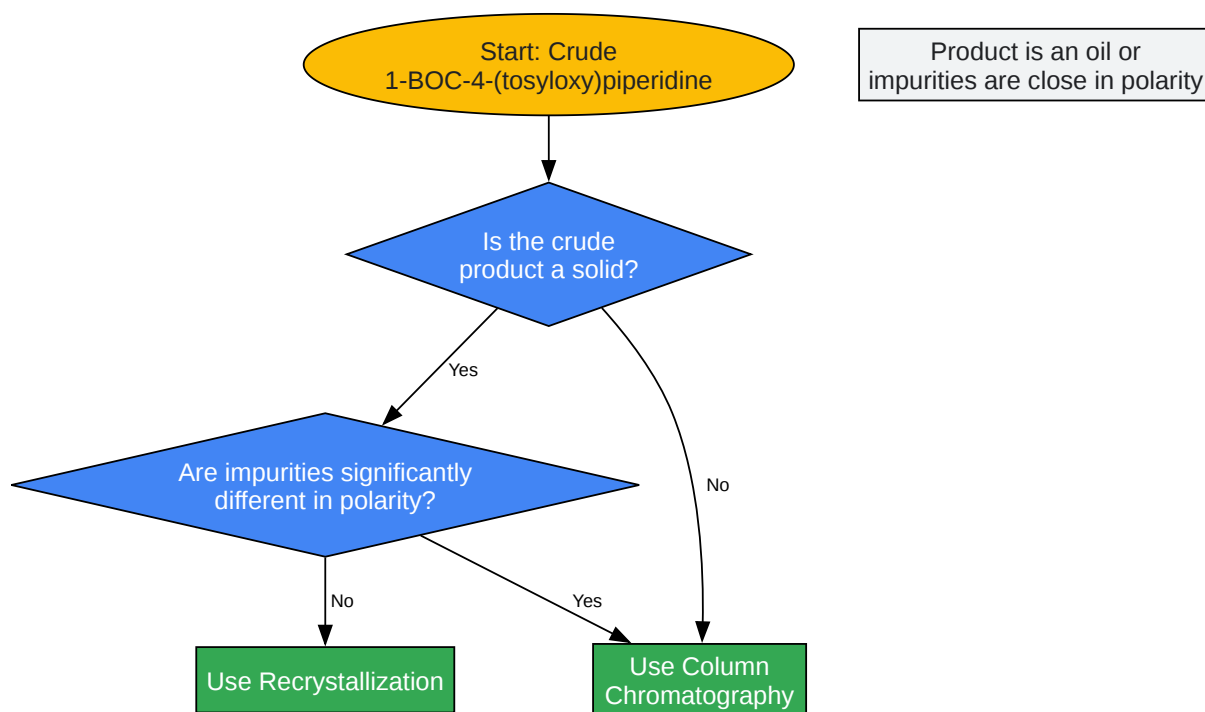 Start: Crude
1-BOC-4-(tosyloxy)piperidine
Product is an oil or
impurities are close in polarity
Is the crude
product a solid?
Yes
Are impurities significantly
different in polarity?
No
No
Yes
Use Recrystallization
Use Column
Chromatography